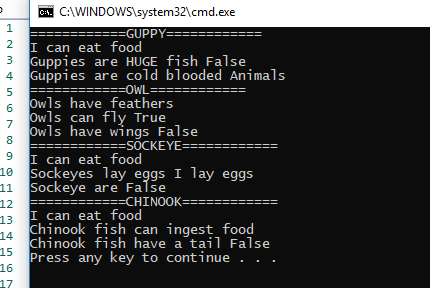 C:\WINDOWS\system32\cmd.exe
============GUPPY============
I can eat food
Guppies are HUGE fish False
Guppies are cold blooded Animals
============OWL============
Owls have feathers
Owls can fly True
Owls have wings False
============SOCKEYE============
I can eat food
Sockeyes lay eggs I lay eggs
Sockeye are False
============CHINOOK============
I can eat food
Chinook fish can ingest food
Chinook fish have a tail False
Press any key to continue . . .
1
2
3
4
5
6
7
8
9
10
11
12
13
14
15
16
17